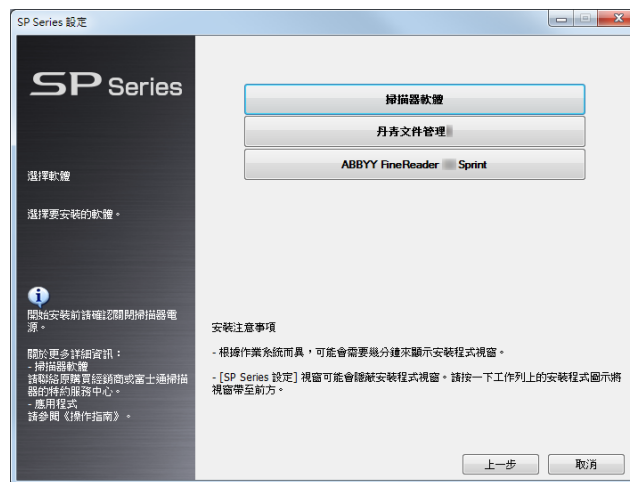 SP Series 設定
SP Series
選擇軟體
選擇要安裝的軟體。
開始安裝前請確認關閉掃描器電
源。
關於更多詳細資訊：
- 掃描器軟體
請聯絡原購買經銷商或富士通掃描
器的特約服務中心。
- 應用程式
請參閱《操作指南》。
掃描器軟體
丹青文件管理
ABBYY FineReader Sprint
安裝注意事項
- 根據作業系統而異，可能會需要幾分鐘來顯示安裝程式視窗。
- [SP Series 設定] 視窗可能會隱蔽安裝程式視窗。請按一下工作列上的安裝程式圖示將
視窗帶至前方。
上一步
取消